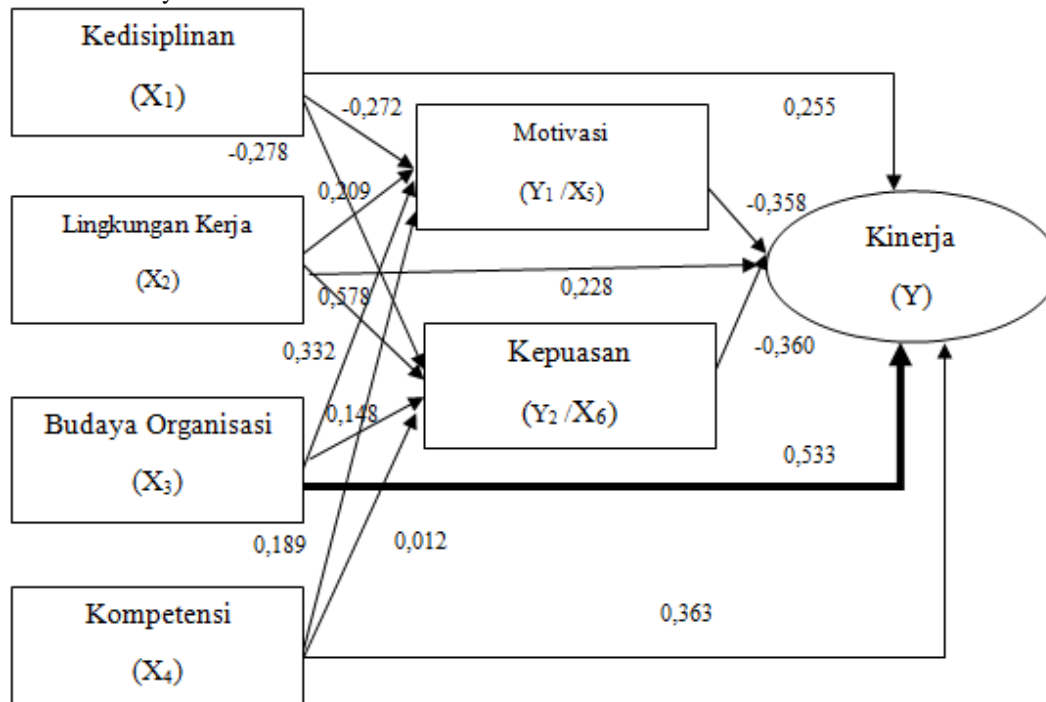 Kedisiplinan
(X1)
-0,272
0,255
-0,278
Motivasi
(Y1 /X5)
Lingkungan Kerja
(X2)
0,209
-0,358
Kinerja
(Y)
0,578
0,228
0,332
Kepuasan
(Y2 /X6)
-0,360
Budaya Organisasi
(X3)
0,148
0,533
0,189
0,012
Kompetensi
(X4)
0,363